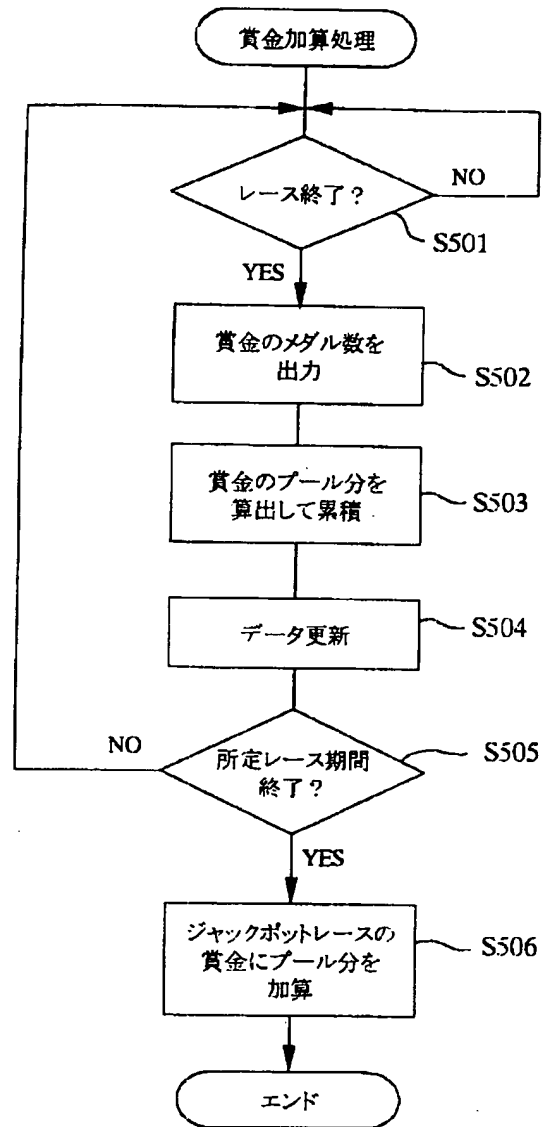 賞金加算処理
レース終了？
NO
S501
YES
賞金のメダル数を
出力
S502
賞金のプール分を
算出して累積
S503
データ更新
S504
NO
所定レース期間
終了？
S505
YES
ジャックポットレースの
賞金にプール分を
加算
S506
エンド